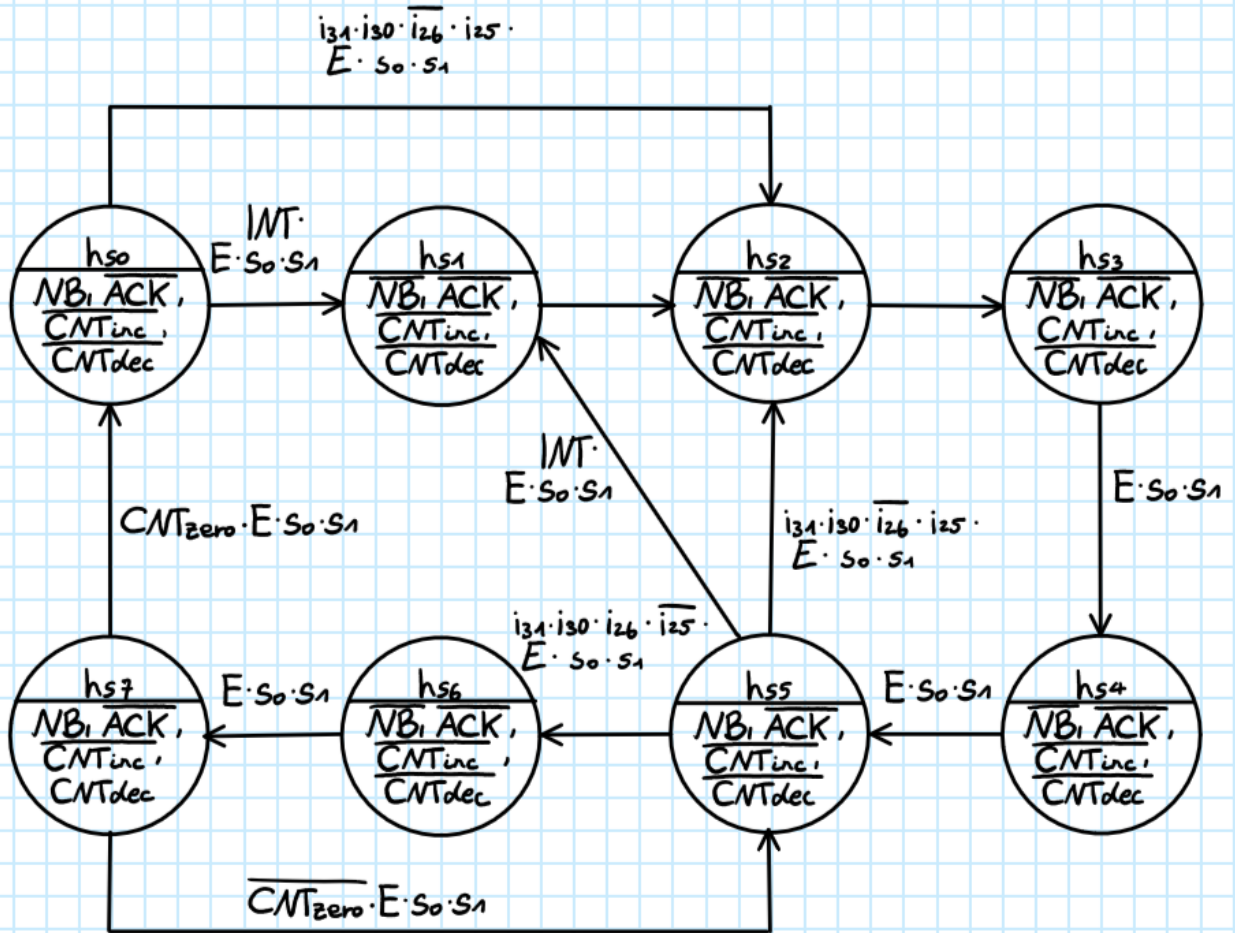 i31·i30·i26·i25·
E·s0·s1
INT·
E·s0·s1
hs0
NB, ACK,
CNTinc,
CNTdec
hs1
NB, ACK,
CNTinc,
CNTdec
hs2
NB, ACK,
CNTinc,
CNTdec
hs3
NB, ACK,
CNTinc,
CNTdec
INT·
E·s0·s1
E·s0·s1
CNTzero·E·s0·s1
i31·i30·i26·i25·
E·s0·s1
i31·i30·i26·i25·
E·s0·s1
hs7
NB, ACK,
CNTinc,
CNTdec
E·s0·s1
hs6
NB, ACK,
CNTinc,
CNTdec
hs5
NB, ACK,
CNTinc,
CNTdec
E·s0·s1
hs4
NB, ACK,
CNTinc,
CNTdec
CNTzero·E·s0·s1